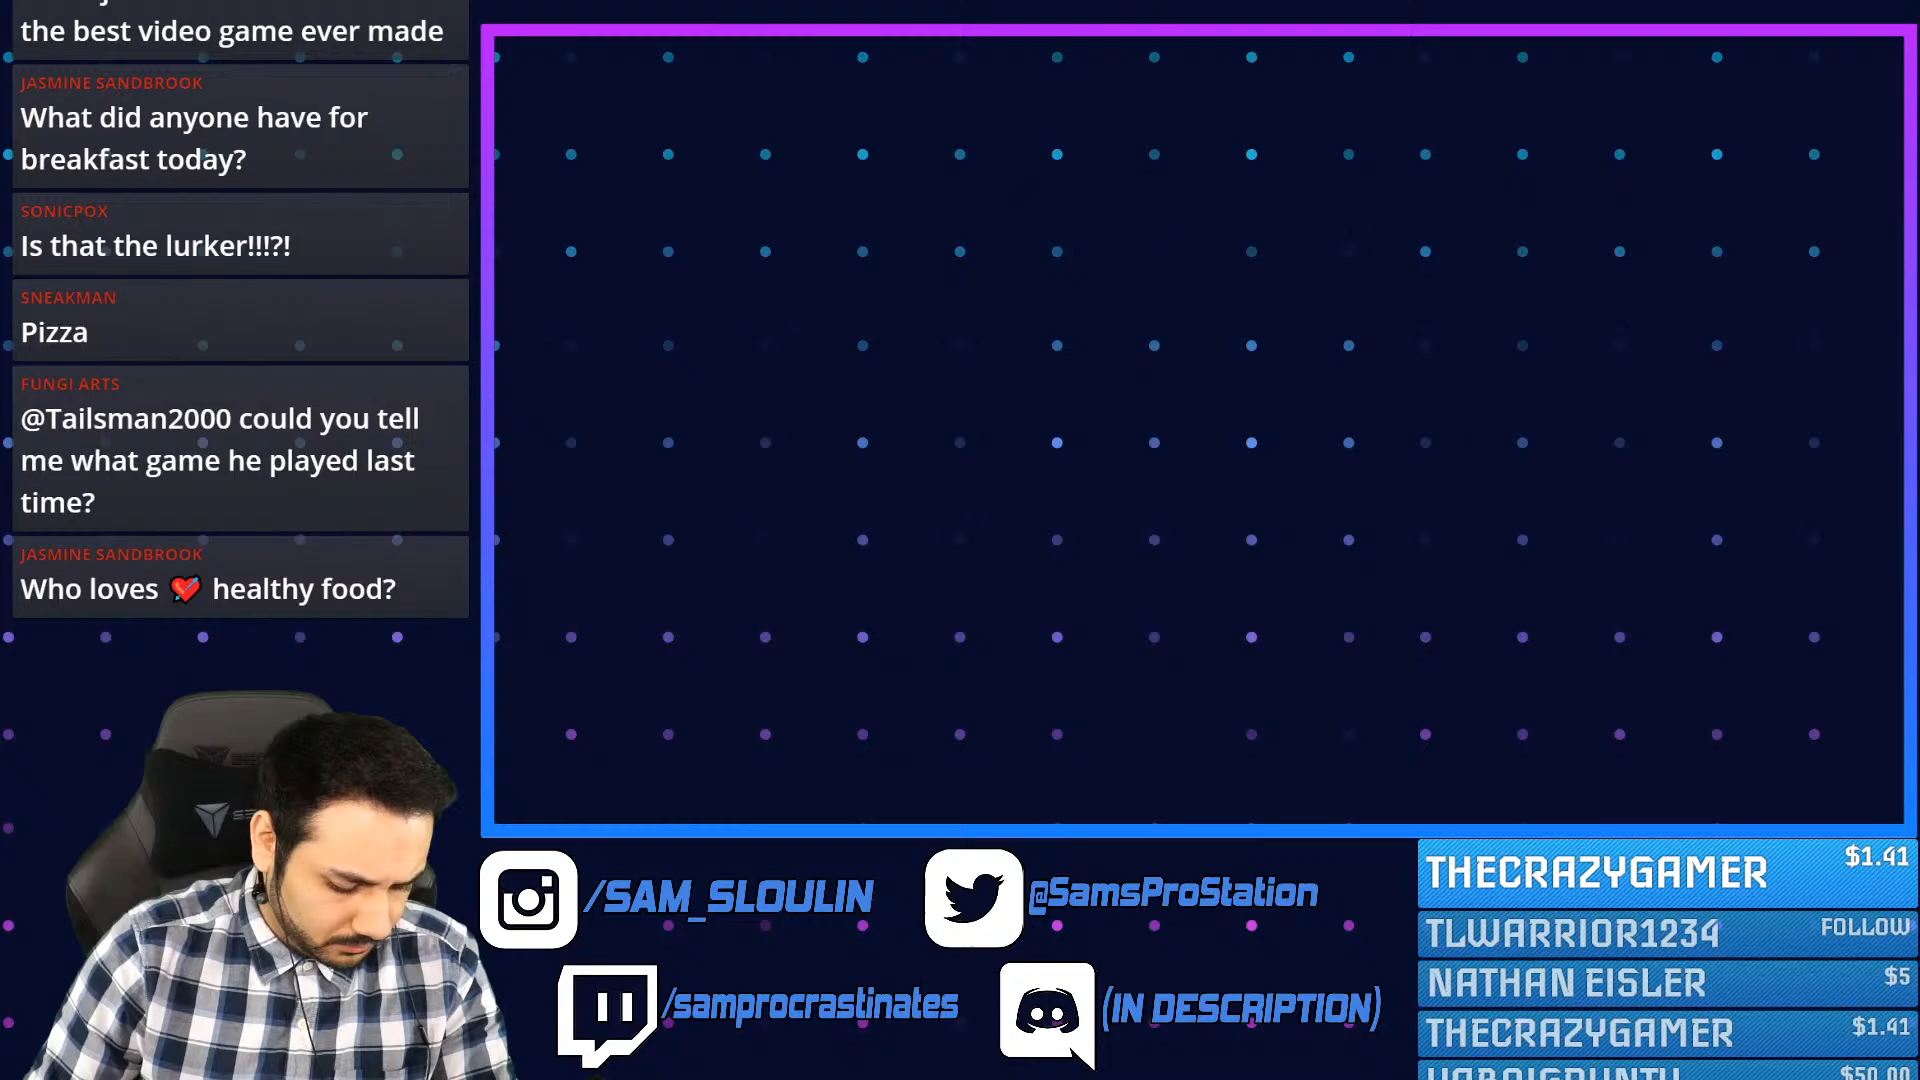 the best video game ever made
JASMINE SANDBROOK
What did anyone have for
breakfast today?
SONICPOX
Is that the lurker!!!?!
SNEAKMAN
Pizza
FUNGI ARTS
@Tailsman2000 could you tell
me what game he played last
time?
JASMINE SANDBROOK
Who loves 💘 healthy food?
/SAM_SLOULIN
@SamsProStation
/samprocrastinates
(IN DESCRIPTION)
THECRAZYGAMER $1.41
TLWARRIOR1234 FOLLOW
NATHAN EISLER $5
THECRAZYGAMER $1.41
$50.00